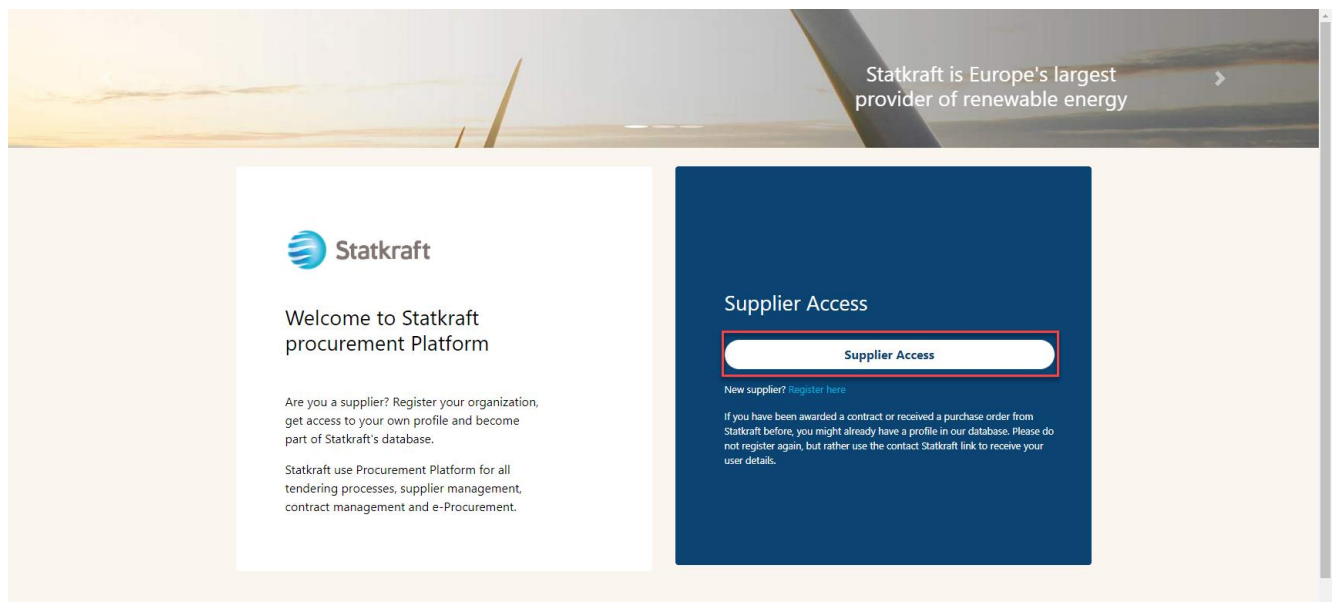 Statkraft is Europe's largest
provider of renewable energy
Statkraft
Welcome to Statkraft
procurement Platform
Are you a supplier? Register your organization,
get access to your own profile and become
part of Statkraft's database.
Statkraft use Procurement Platform for all
tendering processes, supplier management,
contract management and e-Procurement.
Supplier Access
Supplier Access
New supplier? Register here
If you have been awarded a contract or received a purchase order from
Statkraft before, you might already have a profile in our database. Please do
not register again, but rather use the contact Statkraft link to receive your
user details.